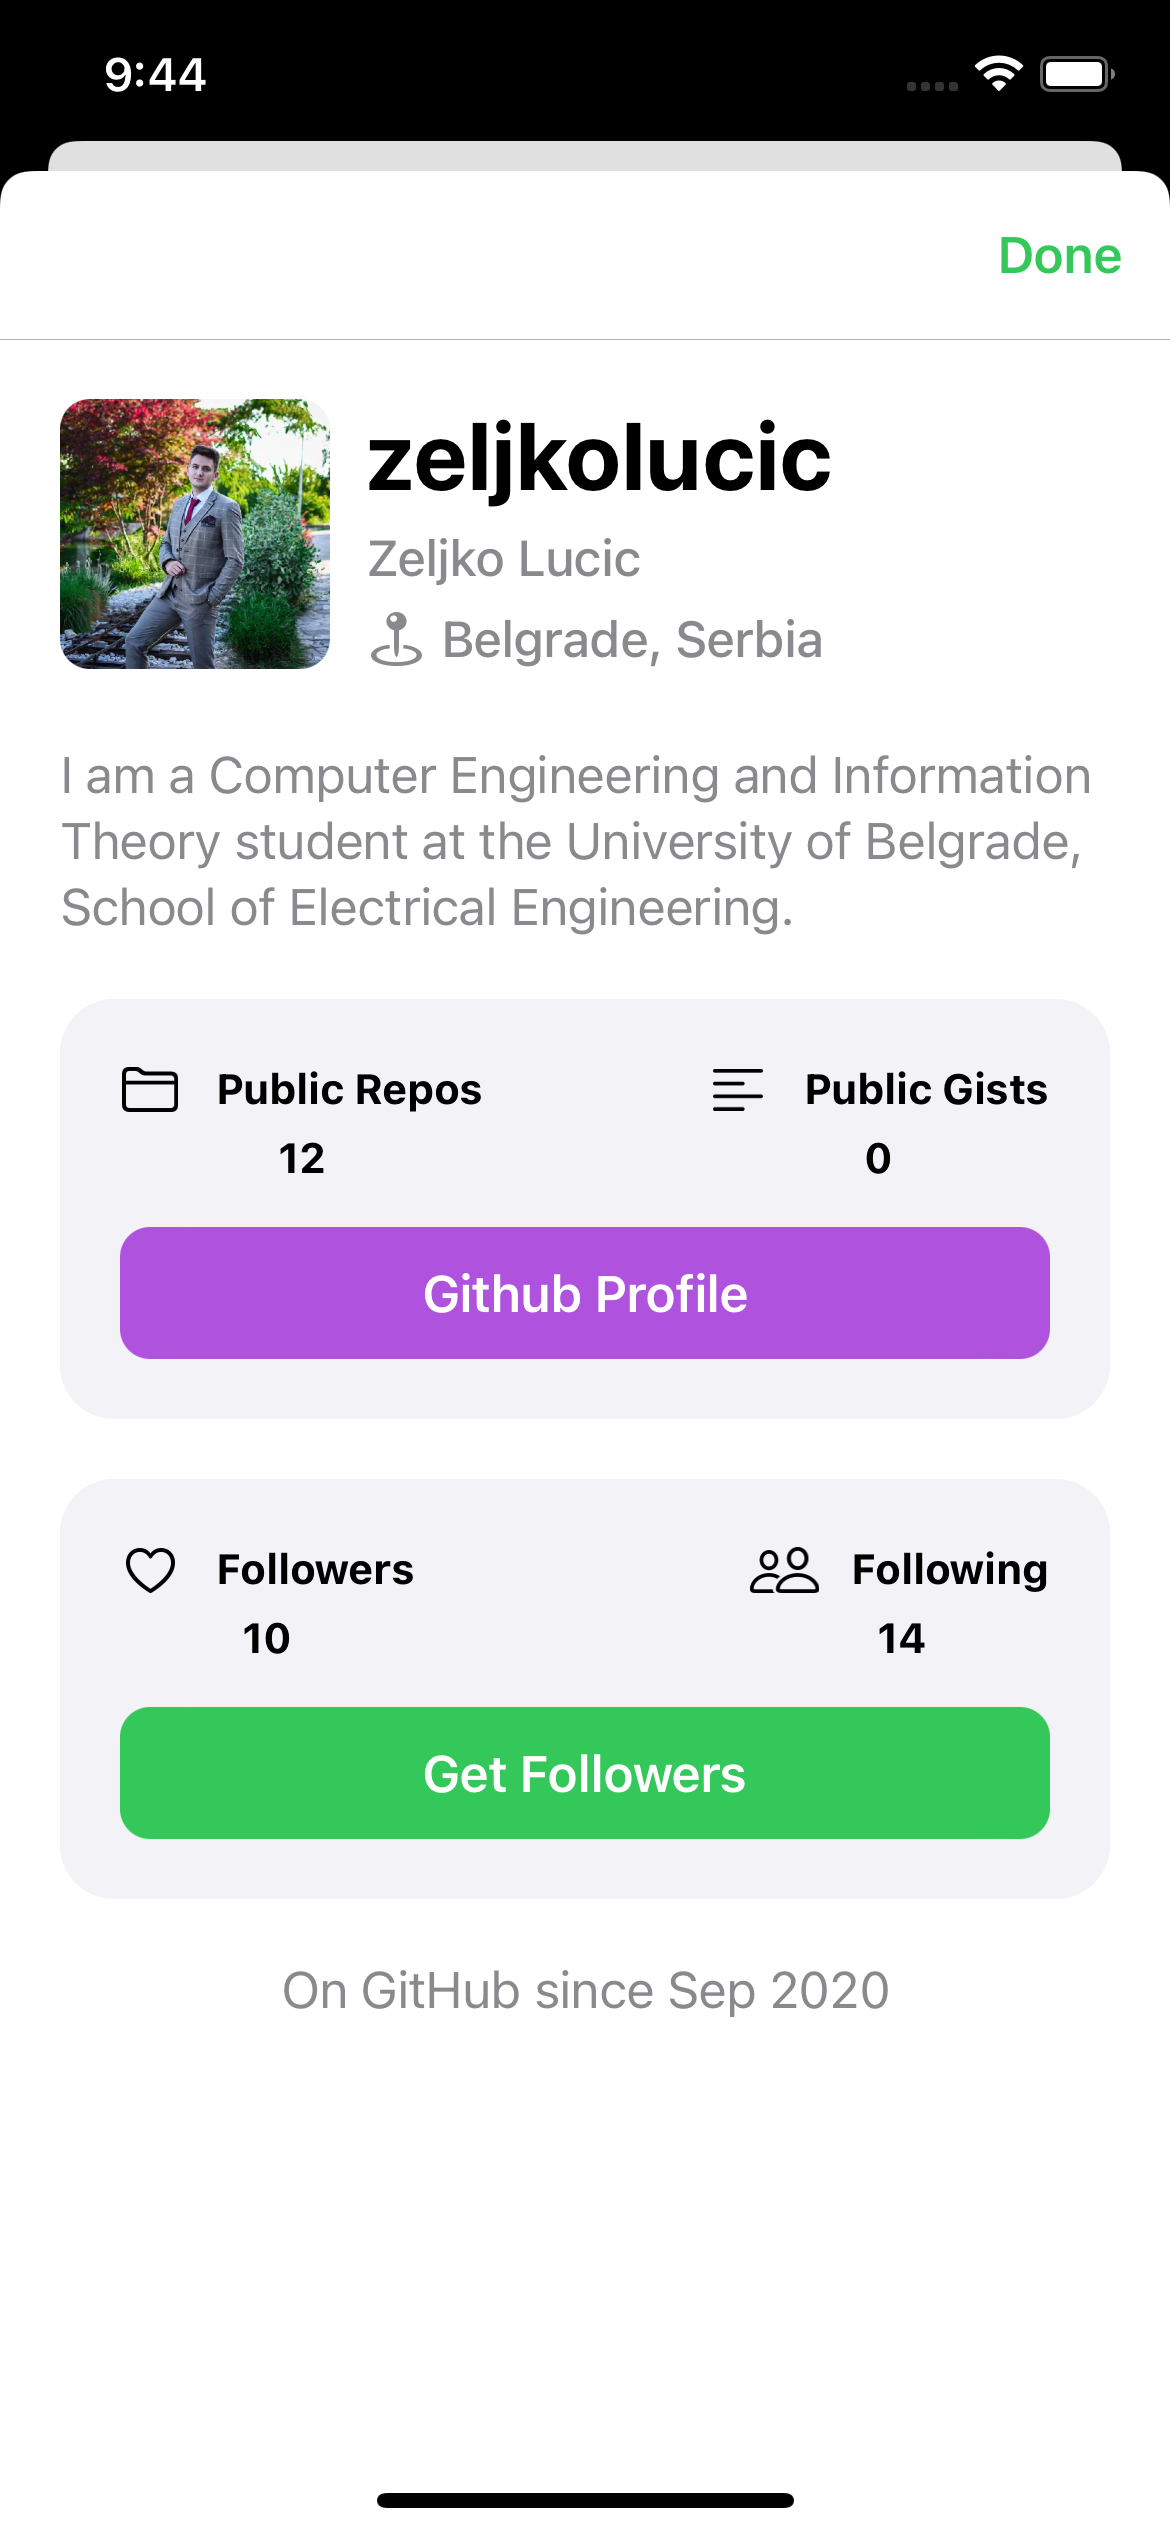 9:44
Done
zeljkolucic
Zeljko Lucic
Belgrade, Serbia
I am a Computer Engineering and Information
Theory student at the University of Belgrade,
School of Electrical Engineering.
Public Repos
12
Public Gists
0
Github Profile
Followers
10
Following
14
Get Followers
On GitHub since Sep 2020